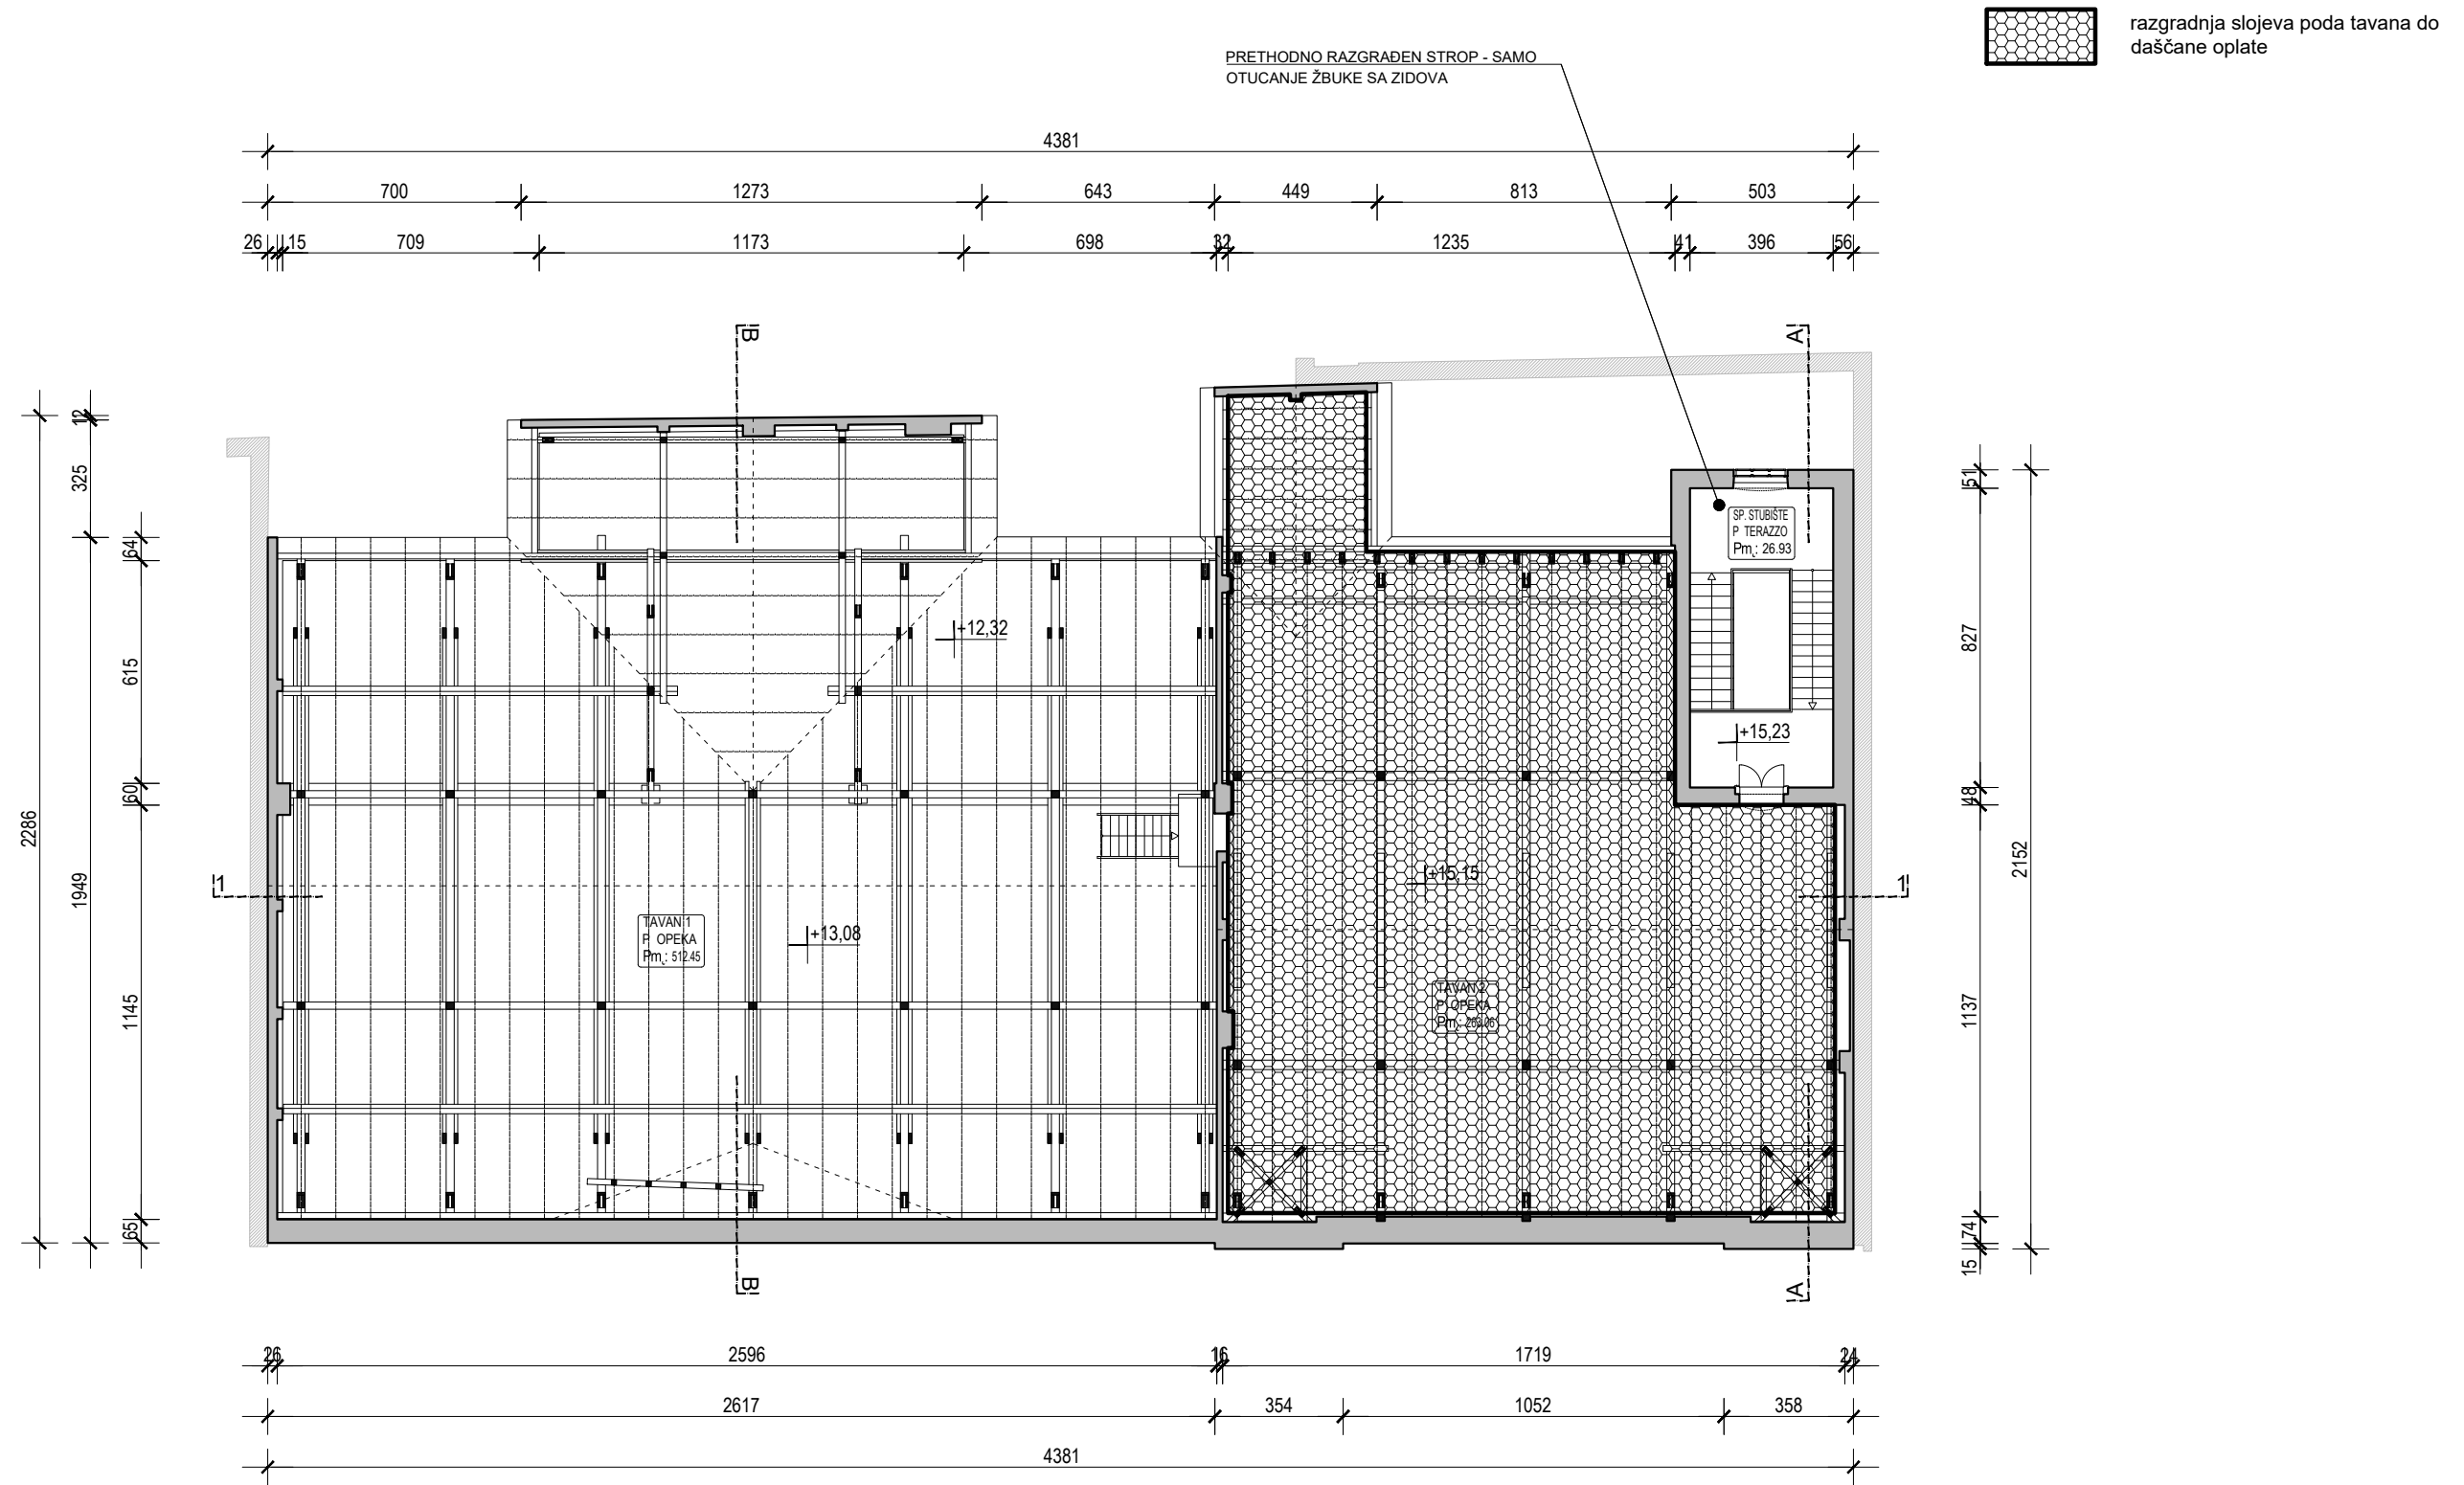 razgradnja slojeva poda tavana do
daščane oplate
PRETHODNO RAZGRAĐEN STROP - SAMO
OTUCANJE ŽBUKE SA ZIDOVA
4381
700 1273 643 449 813 503
26 15 709 1173 698 32 1235 41 396 56
B A
12
325
64
615
60
1145
65
1949
2286
51
827
48
1137
74
15
2152
SP. STUBIŠTE
P TERAZZO
Pm : 26.93
+12,32
+15,23
+15,15
+13,08
1 1
TAVAN 1
P OPEKA
Pm : 512.45
TAVAN 2
P OPEKA
Pm : 263.06
B A
26 2596 16 1719 24
2617 354 1052 358
4381